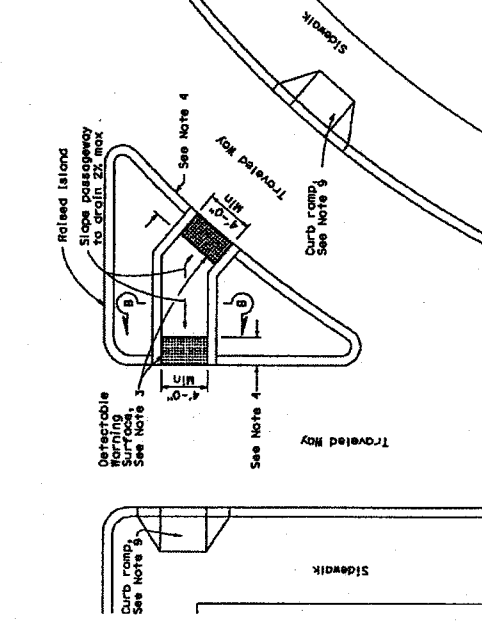 Sidewalk
Raised Island
Slope passageway
to drain 2% max
See Note 4
Traveled Way
4'-0"
Min
Curb ramp,
See Note 9
B
B
Detectable
Warning
Surface,
See Note 3
4'-0"
Min
See Note 4
Traveled Way
Curb ramp,
See Note 9
Sidewalk